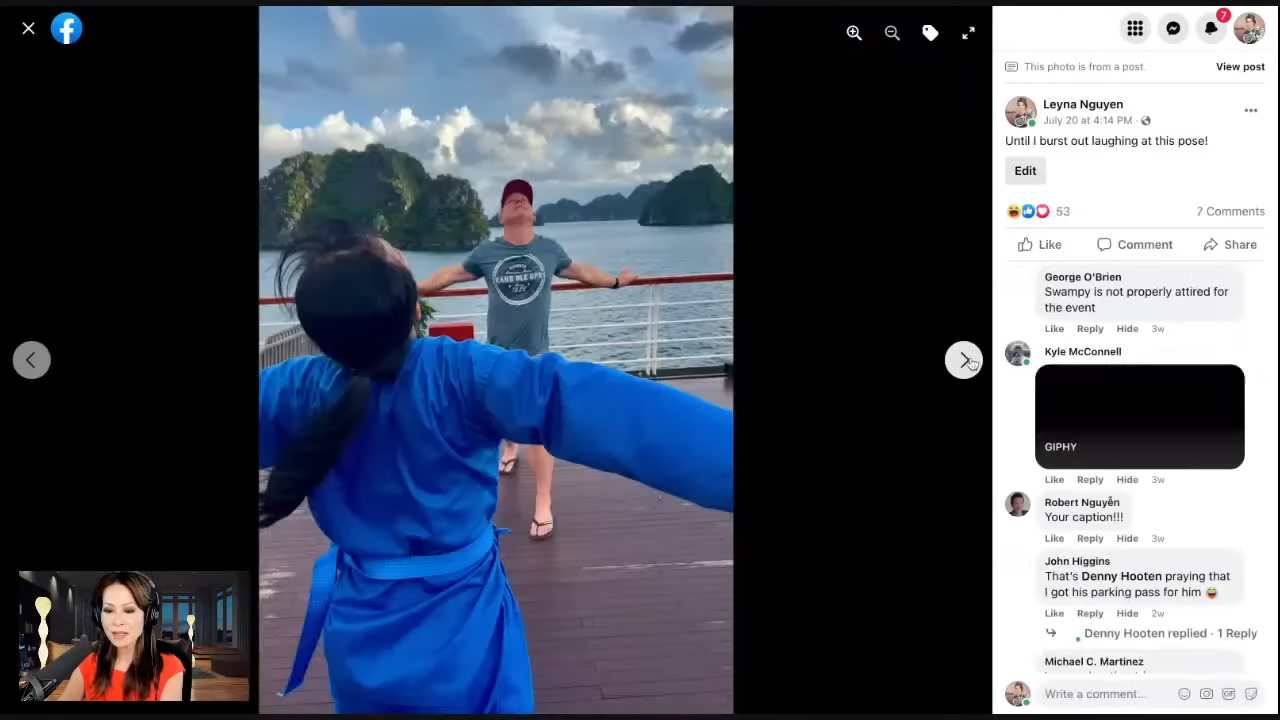 7
This photo is from a post.
View post
Leyna Nguyen
July 20 at 4:14 PM ·
Until I burst out laughing at this pose!
Edit
53
7 Comments
Like
Comment
Share
George O'Brien
Swampy is not properly attired for
the event
Like Reply Hide 3w
Kyle McConnell
GIPHY
Like Reply Hide 3w
Robert Nguyễn
Your caption!!!
Like Reply Hide 3w
John Higgins
That's Denny Hooten praying that
I got his parking pass for him
Like Reply Hide 2w
Denny Hooten replied · 1 Reply
Michael C. Martinez
Write a comment...
GIF